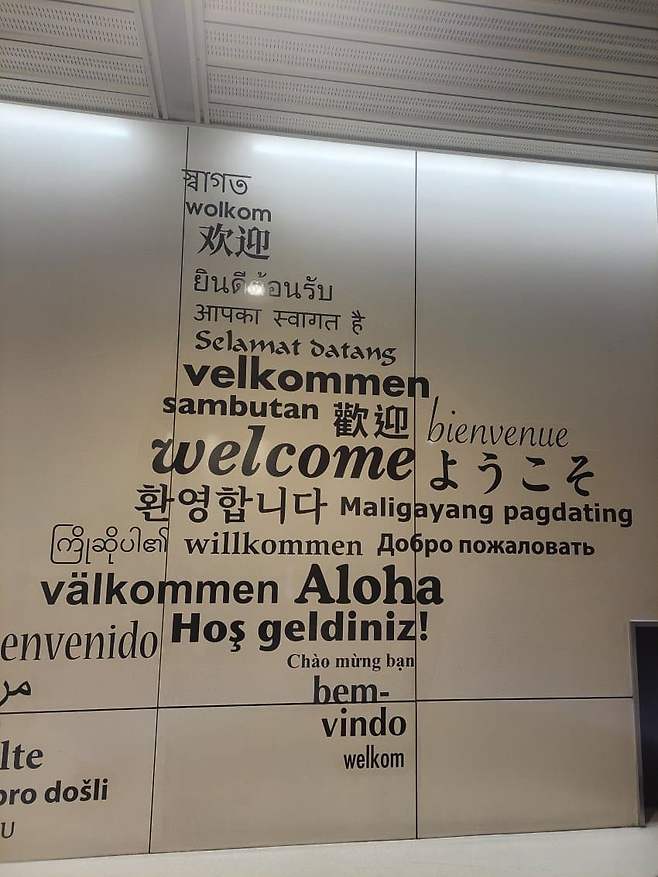 স্বাগত
wolkom
欢迎
ยินดีต้อนรับ
आपका स्वागत है
Selamat datang
velkommen
sambutan 歡迎 bienvenue
welcome ようこそ
환영합니다 Maligayang pagdating
ကြိုဆိုပါ၏ willkommen Добро пожаловать
välkommen Aloha
envenido Hoş geldiniz!
Chào mừng bạn
مر bem-
vindo
lte welkom
oro došli
U